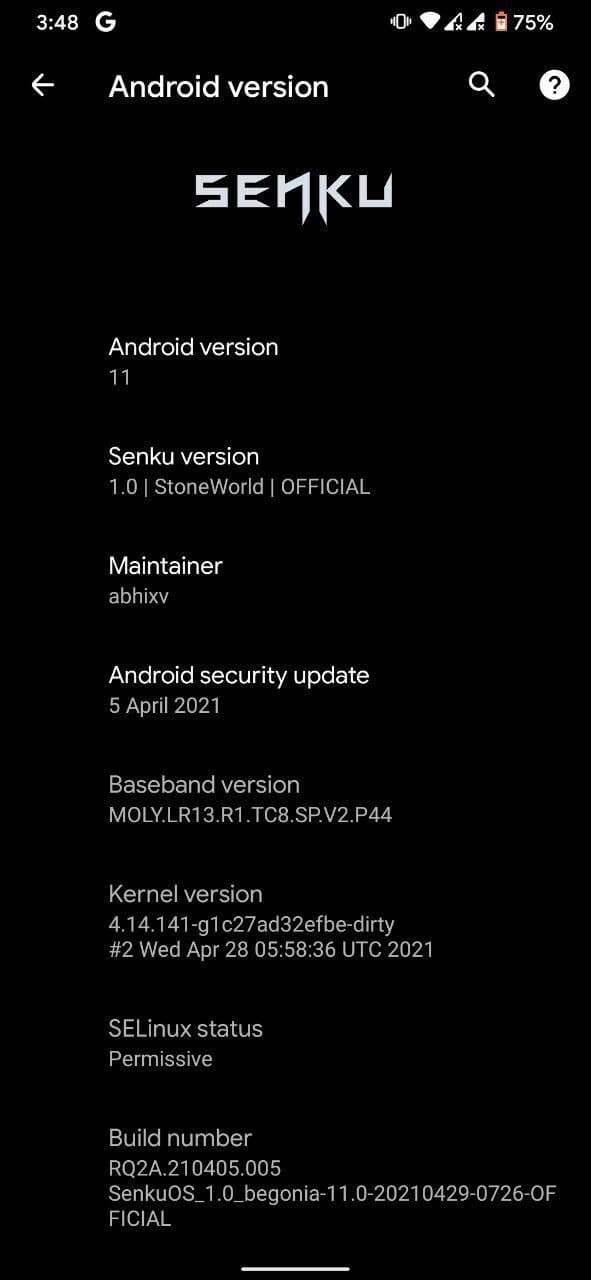 3:48 G 75%
Android version
?
SENKU
Android version
11
Senku version
1.0 | StoneWorld | OFFICIAL
Maintainer
abhixv
Android security update
5 April 2021
Baseband version
MOLY.LR13.R1.TC8.SP.V2.P44
Kernel version
4.14.141-g1c27ad32efbe-dirty
#2 Wed Apr 28 05:58:36 UTC 2021
SELinux status
Permissive
Build number
RQ2A.210405.005
SenkuOS_1.0_begonia-11.0-20210429-0726-OF
FICIAL